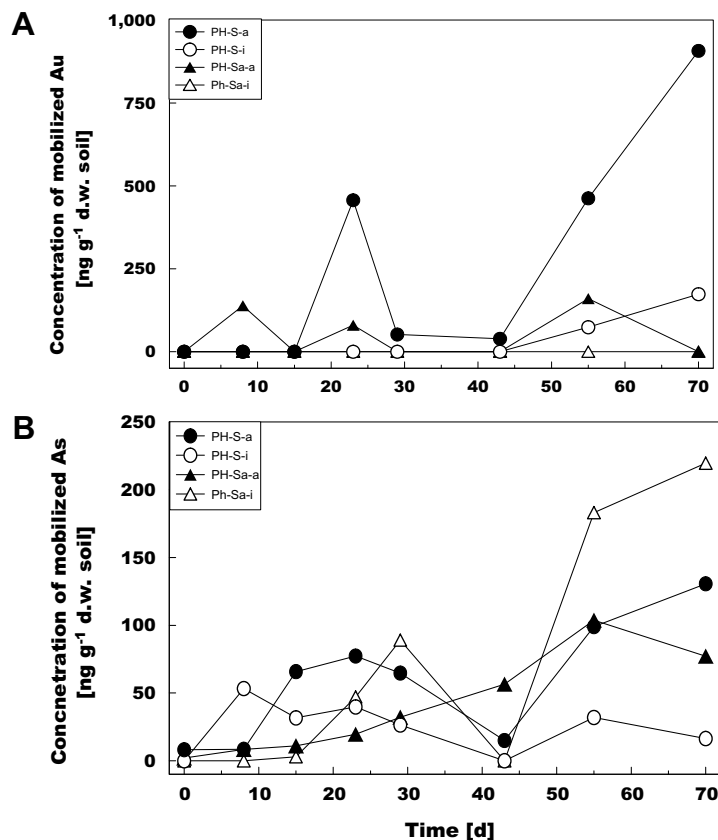 A
1,000
750
500
250
0
Concentration of mobilized Au
[ng g⁻¹ d.w. soil]
PH-S-a
PH-S-i
PH-Sa-a
Ph-Sa-i
0 10 20 30 40 50 60 70
B
250
200
150
100
50
0
Concnetration of mobilized As
[ng g⁻¹ d.w. soil]
PH-S-a
PH-S-i
PH-Sa-a
Ph-Sa-i
0 10 20 30 40 50 60 70
Time [d]